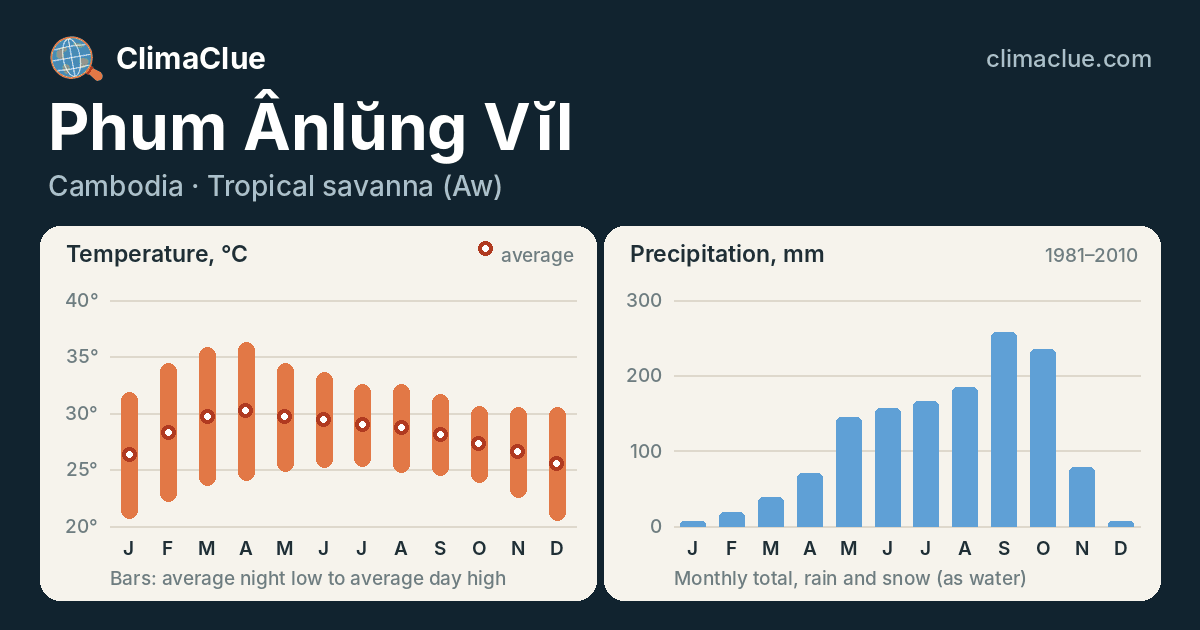 ClimaClue
climaclue.com
Phum Ânlŭng Vĭl
Cambodia · Tropical savanna (Aw)
Temperature, °C
average
40°
35°
30°
25°
20°
J F M A M J J A S O N D
Bars: average night low to average day high
Precipitation, mm
1981–2010
300
200
100
0
J F M A M J J A S O N D
Monthly total, rain and snow (as water)